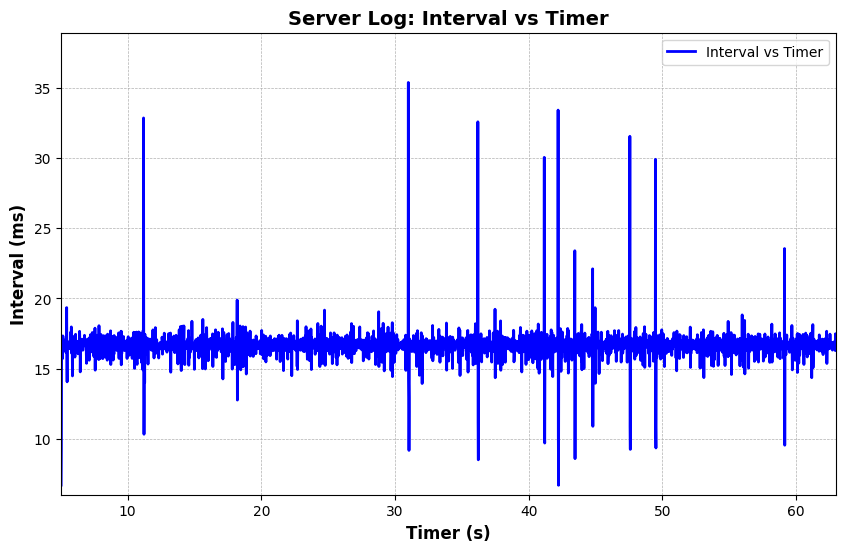 Server Log: Interval vs Timer
Interval vs Timer
35
30
25
20
15
10
Interval (ms)
10 20 30 40 50 60
Timer (s)